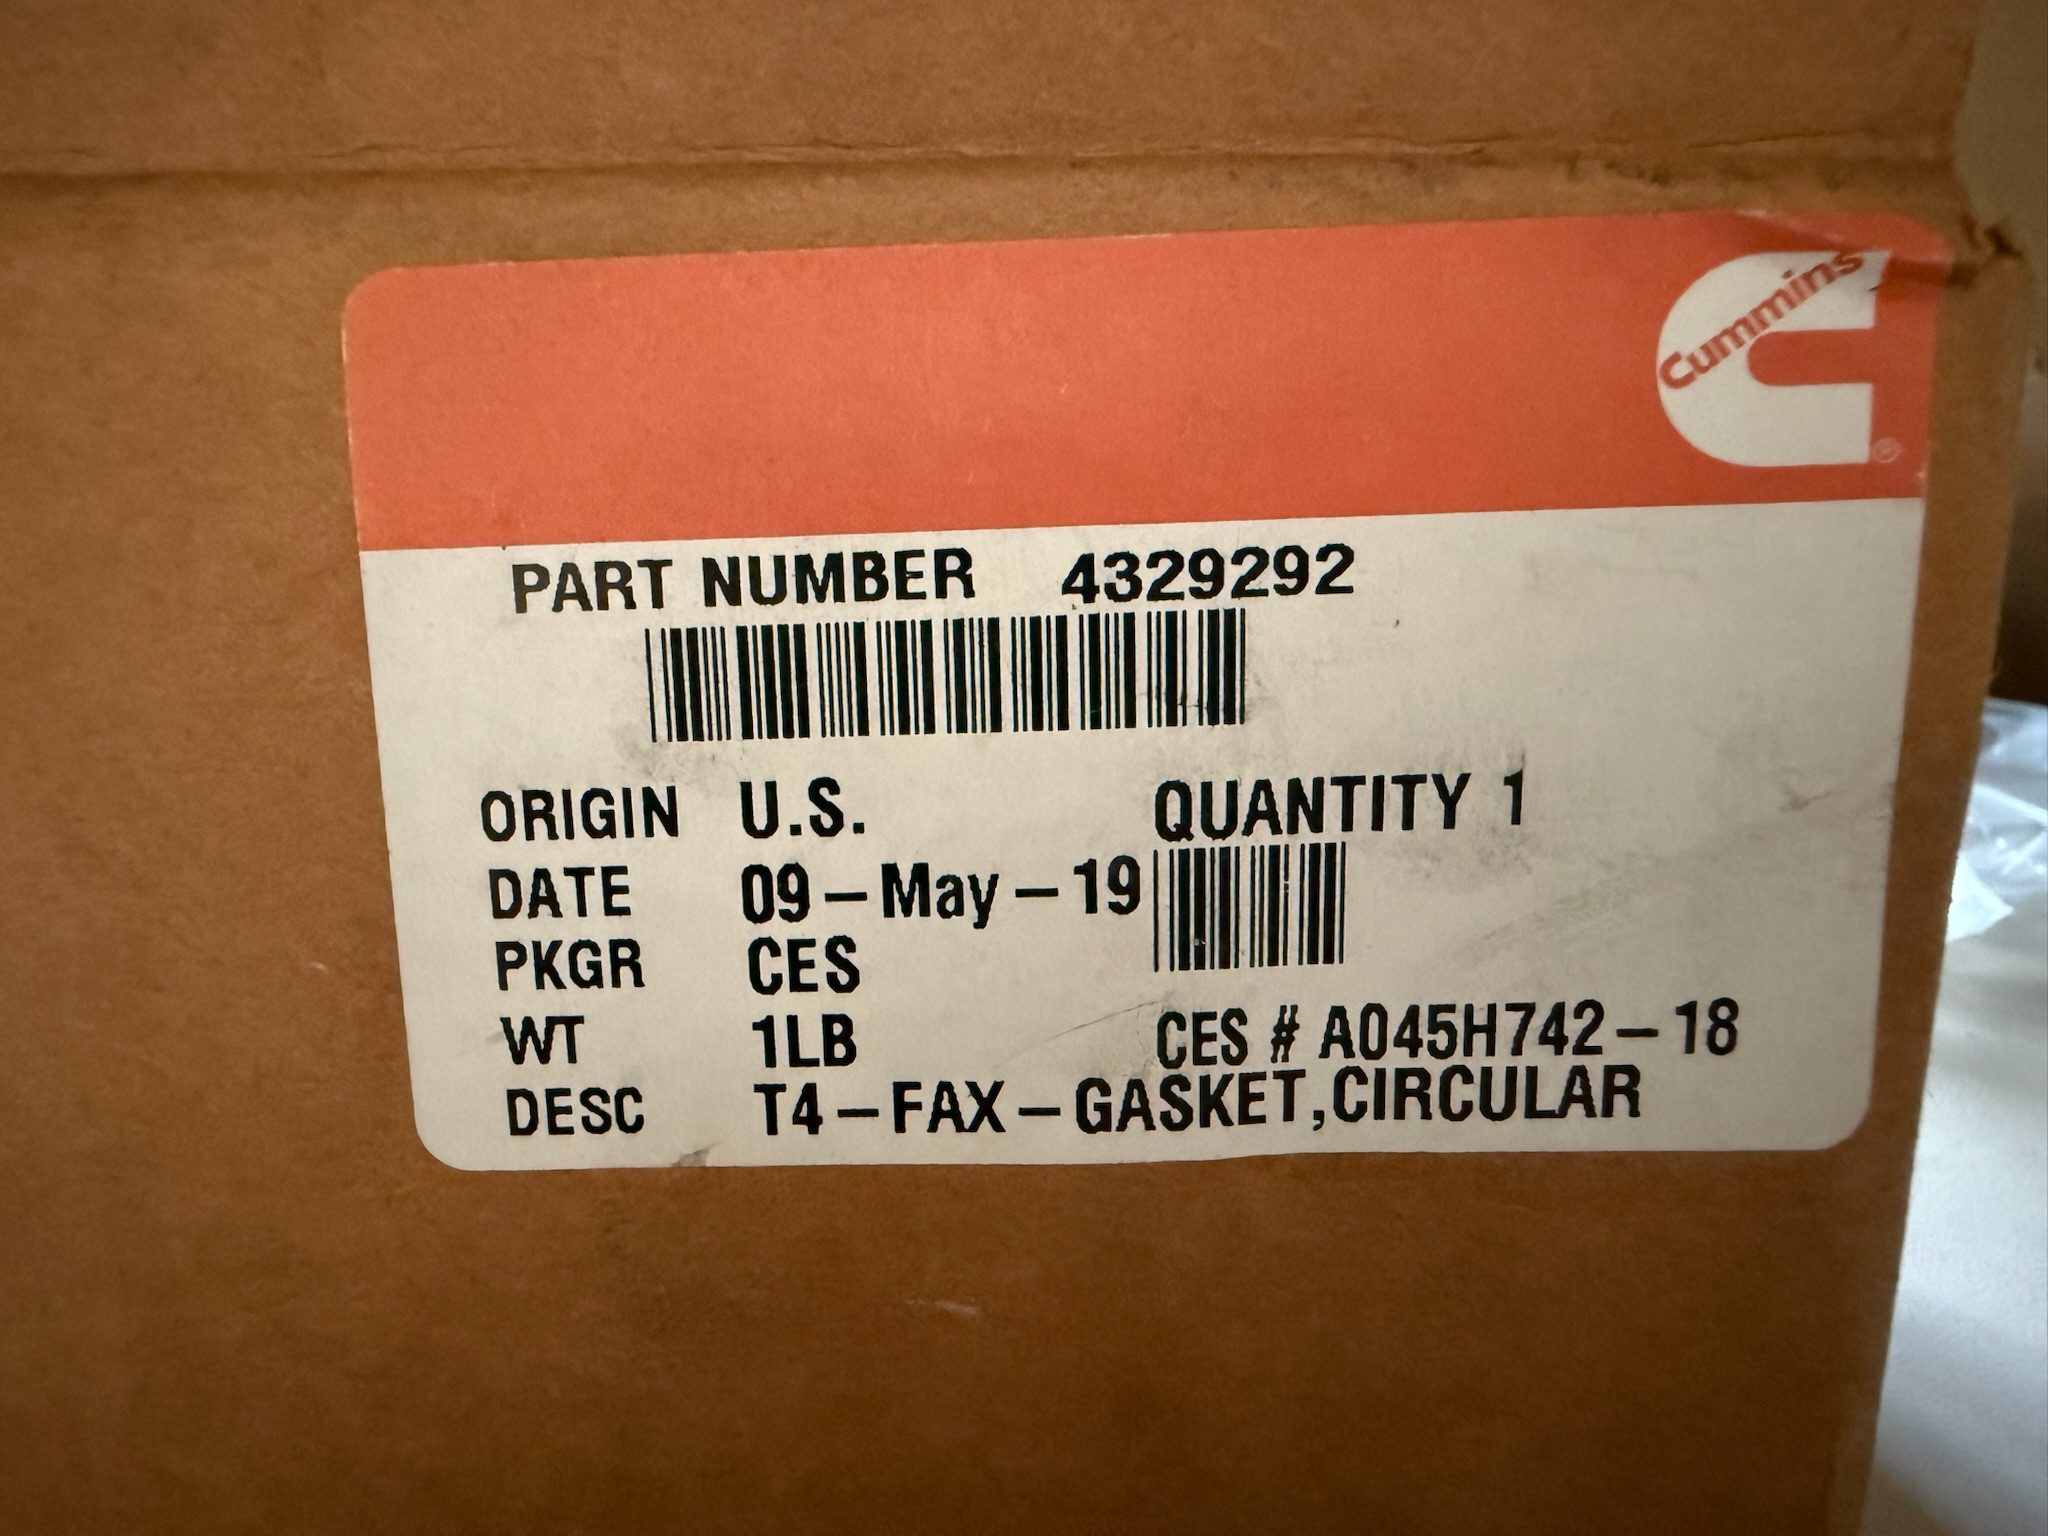 Cummins
®
PART NUMBER 4329292
ORIGIN U.S. QUANTITY 1
DATE 09-May-19
PKGR CES
WT 1LB CES # A045H742-18
DESC T4-FAX-GASKET,CIRCULAR